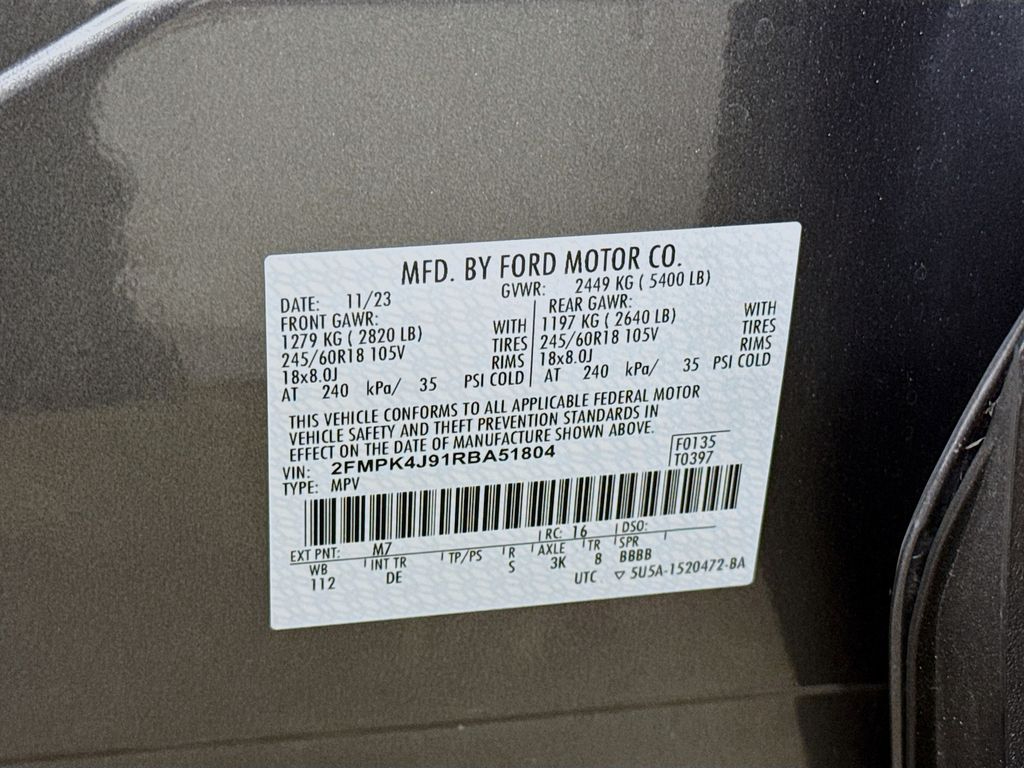 MFD. BY FORD MOTOR CO.
DATE: 11/23 GVWR: 2449 KG ( 5400 LB)
FRONT GAWR: REAR GAWR:
1279 KG ( 2820 LB) WITH 1197 KG ( 2640 LB) WITH
245/60R18 105V TIRES 245/60R18 105V TIRES
18x8.0J RIMS 18x8.0J RIMS
AT 240 kPa/ 35 PSI COLD AT 240 kPa/ 35 PSI COLD
THIS VEHICLE CONFORMS TO ALL APPLICABLE FEDERAL MOTOR
VEHICLE SAFETY AND THEFT PREVENTION STANDARDS IN
EFFECT ON THE DATE OF MANUFACTURE SHOWN ABOVE.
VIN: 2FMPK4J91RBA51804 F0135
TYPE: MPV T0397
EXT PNT: M7 RC: 16 DSO:
WB INT TR TP/PS R AXLE TR SPR
112 DE S 3K 8 BBBB
UTC ▽ 5U5A-1520472-BA